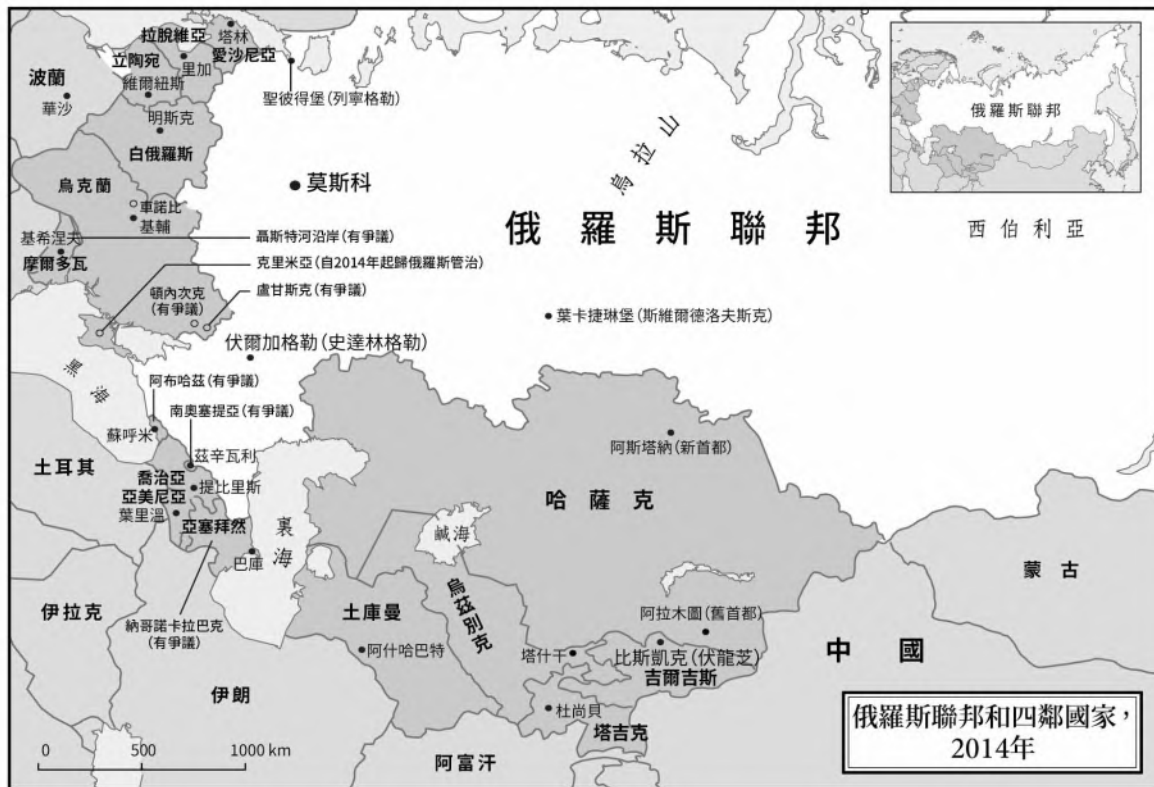 拉脫維亞
塔林
愛沙尼亞
立陶宛
里加
波蘭
維爾紐斯
華沙
聖彼得堡(列寧格勒)
明斯克
白俄羅斯
烏拉山
俄羅斯聯邦
莫斯科
烏克蘭
車諾比
基輔
俄羅斯聯邦
西伯利亞
基希涅夫
摩爾多瓦
聶斯特河沿岸(有爭議)
克里米亞(自2014年起歸俄羅斯管治)
頓內次克
(有爭議)
盧甘斯克(有爭議)
葉卡捷琳堡(斯維爾德洛夫斯克)
伏爾加格勒(史達林格勒)
黑海
阿布哈茲(有爭議)
南奧塞提亞(有爭議)
蘇呼米
阿斯塔納(新首都)
土耳其
茲辛瓦利
喬治亞
提比里斯
亞美尼亞
葉里溫
亞塞拜然
哈薩克
裏海
鹹海
巴庫
蒙古
伊拉克
納哥諾卡拉巴克
(有爭議)
土庫曼
烏茲別克
阿拉木圖(舊首都)
阿什哈巴特
塔什干
比斯凱克(伏龍芝)
吉爾吉斯
中國
伊朗
杜尚貝
塔吉克
阿富汗
0 500 1000 km
俄羅斯聯邦和四鄰國家，
2014年